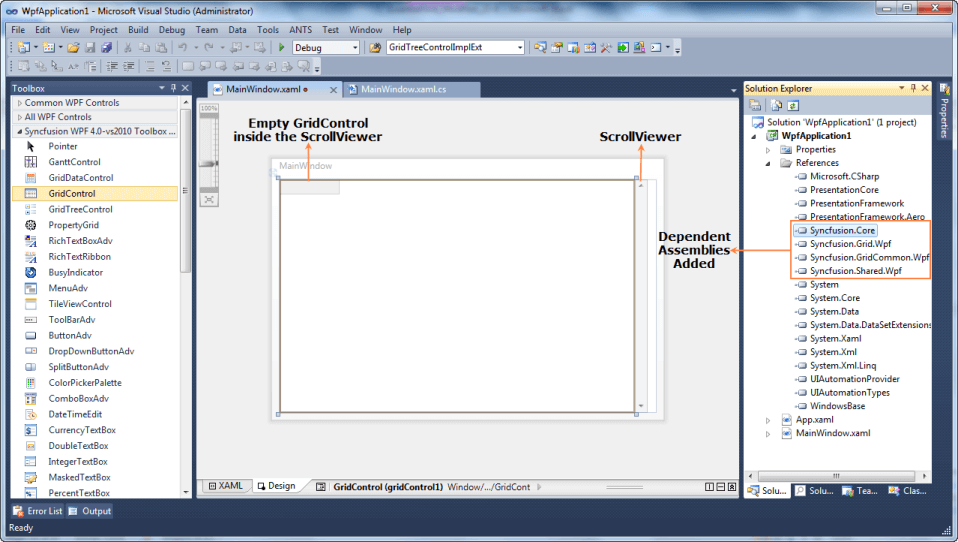 WpfApplication1 - Microsoft Visual Studio (Administrator)
File Edit View Project Build Debug Team Data Tools ANTS Test Window Help
Debug GridTreeControlImplExt
Toolbox
Common WPF Controls
All WPF Controls
Syncfusion WPF 4.0-vs2010 Toolbox ...
Pointer
GanttControl
GridDataControl
GridControl
GridTreeControl
PropertyGrid
RichTextBoxAdv
RichTextRibbon
BusyIndicator
MenuAdv
TileViewControl
ToolBarAdv
ButtonAdv
DropDownButtonAdv
SplitButtonAdv
ColorPickerPalette
ComboBoxAdv
DateTimeEdit
CurrencyTextBox
DoubleTextBox
IntegerTextBox
MaskedTextBox
PercentTextBox
Error List Output
Ready
MainWindow.xaml MainWindow.xaml.cs
100%
Empty GridControl
inside the ScrollViewer
ScrollViewer
MainWindow
Dependent
Assemblies
Added
XAML Design GridControl (gridControl1) Window/.../GridCont
Solution Explorer
Solution 'WpfApplication1' (1 project)
WpfApplication1
Properties
References
Microsoft.CSharp
PresentationCore
PresentationFramework
PresentationFramework.Aero
Syncfusion.Core
Syncfusion.Grid.Wpf
Syncfusion.GridCommon.Wpf
Syncfusion.Shared.Wpf
System
System.Core
System.Data
System.Data.DataSetExtensions
System.Xaml
System.Xml
System.Xml.Linq
UIAutomationProvider
UIAutomationTypes
WindowsBase
App.xaml
MainWindow.xaml
Solu... Solu... Tea... Clas...
Properties